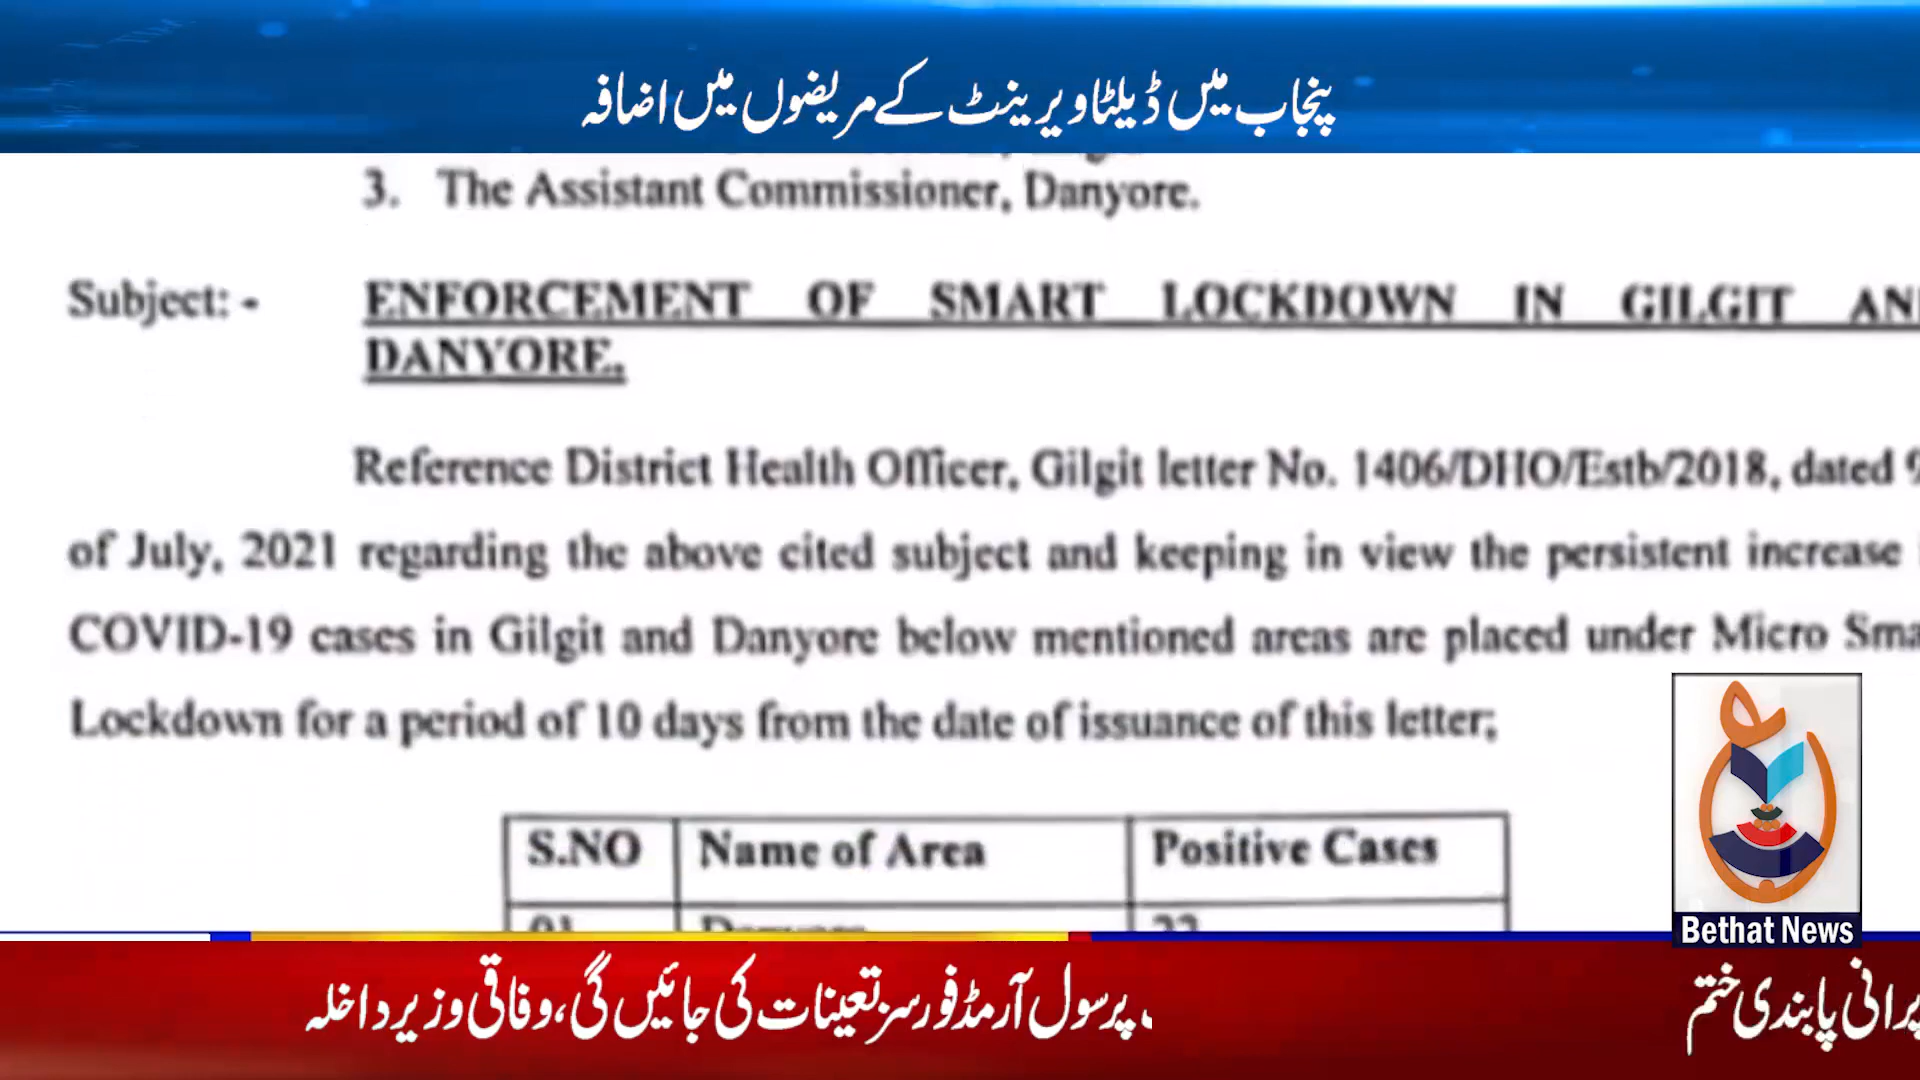 پنجاب میں ڈیلٹا ویرینٹ کے مریضوں میں اضافہ
3. The Assistant Commissioner, Danyore.
Subject: - ENFORCEMENT OF SMART LOCKDOWN IN GILGIT
DANYORE.
Reference District Health Officer, Gilgit letter No. 1406/DHO/Estb/2018, dated
of July, 2021 regarding the above cited subject and keeping in view the persistent increase
COVID-19 cases in Gilgit and Danyore below mentioned areas are placed under Micro
Lockdown for a period of 10 days from the date of issuance of this letter;
S.NO Name of Area Positive Cases
Bethat News
پابندی ختم
پر سول آرمڈ فورسز تعینات کی جائیں گی، وفاقی وزیر داخلہ